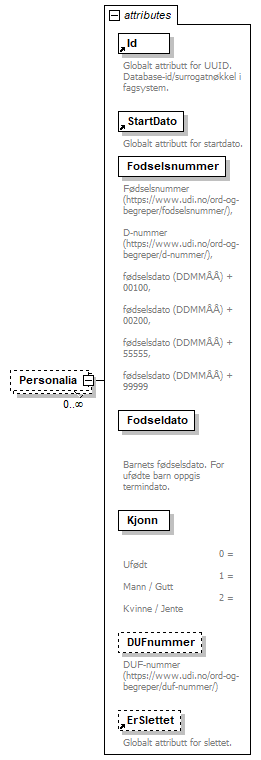 attributes
Id
Globalt attributt for UUID.
Database-id/surrogatnøkkel i
fagsystem.
StartDato
Globalt attributt for startdato.
Fodselsnummer
Fødselsnummer
(https://www.udi.no/ord-og-
begreper/fodselsnummer/),
D-nummer
(https://www.udi.no/ord-og-
begreper/d-nummer/),
fødselsdato (DDMMÅÅ) +
00100,
fødselsdato (DDMMÅÅ) +
00200,
fødselsdato (DDMMÅÅ) +
55555,
fødselsdato (DDMMÅÅ) +
99999
Personalia
0..∞
Fodseldato
Barnets fødselsdato. For
ufødte barn oppgis
termindato.
Kjonn
0 =
Ufødt
1 =
Mann / Gutt
2 =
Kvinne / Jente
DUFnummer
DUF-nummer
(https://www.udi.no/ord-og-
begreper/duf-nummer/)
ErSlettet
Globalt attributt for slettet.